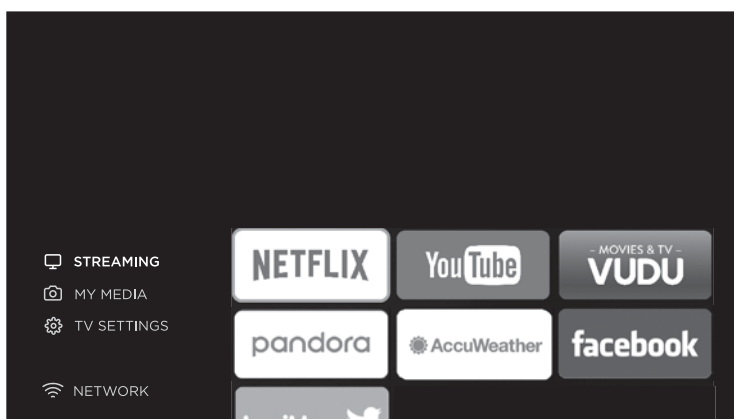 STREAMING
MY MEDIA
TV SETTINGS
NETWORK
NETFLIX
YouTube
- MOVIES & TV -
VUDU
pandora
AccuWeather
facebook